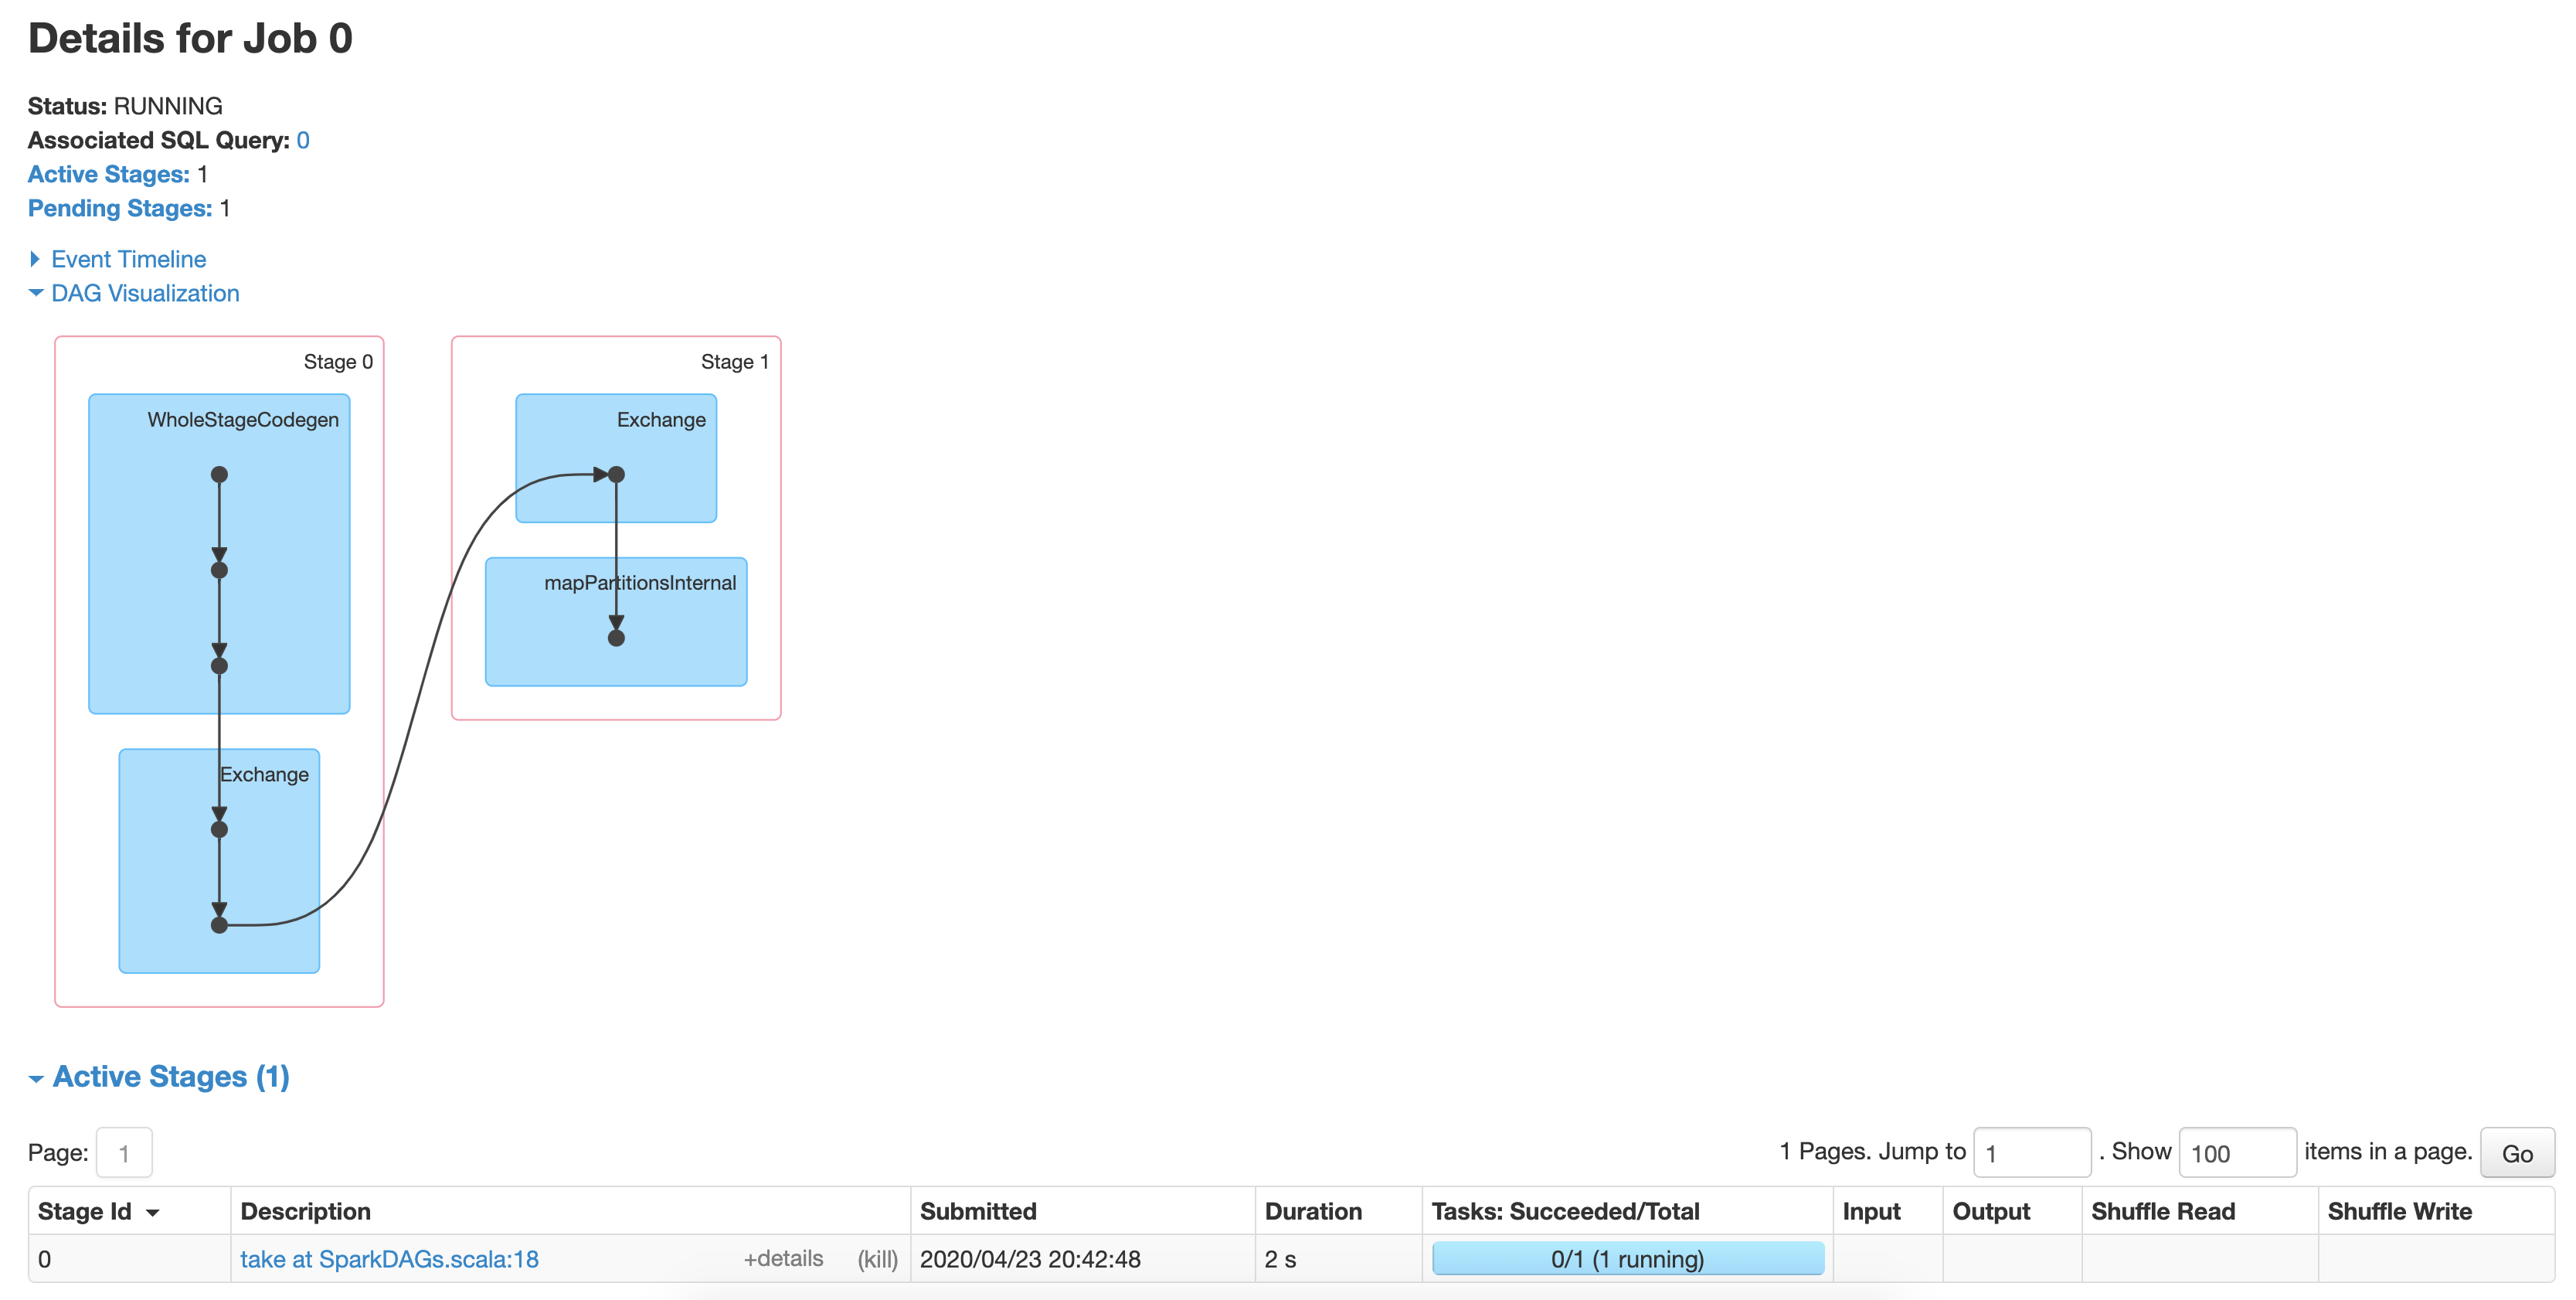 Details for Job 0
Status: RUNNING
Associated SQL Query: 0
Active Stages: 1
Pending Stages: 1
Event Timeline
DAG Visualization
Stage 0
WholeStageCodegen
Exchange
Stage 1
Exchange
mapPartitionsInternal
Active Stages (1)
Page: 1
1 Pages. Jump to 1 . Show 100 items in a page. Go
Stage Id Description Submitted Duration Tasks: Succeeded/Total Input Output Shuffle Read Shuffle Write
0 take at SparkDAGs.scala:18 +details (kill) 2020/04/23 20:42:48 2 s 0/1 (1 running)